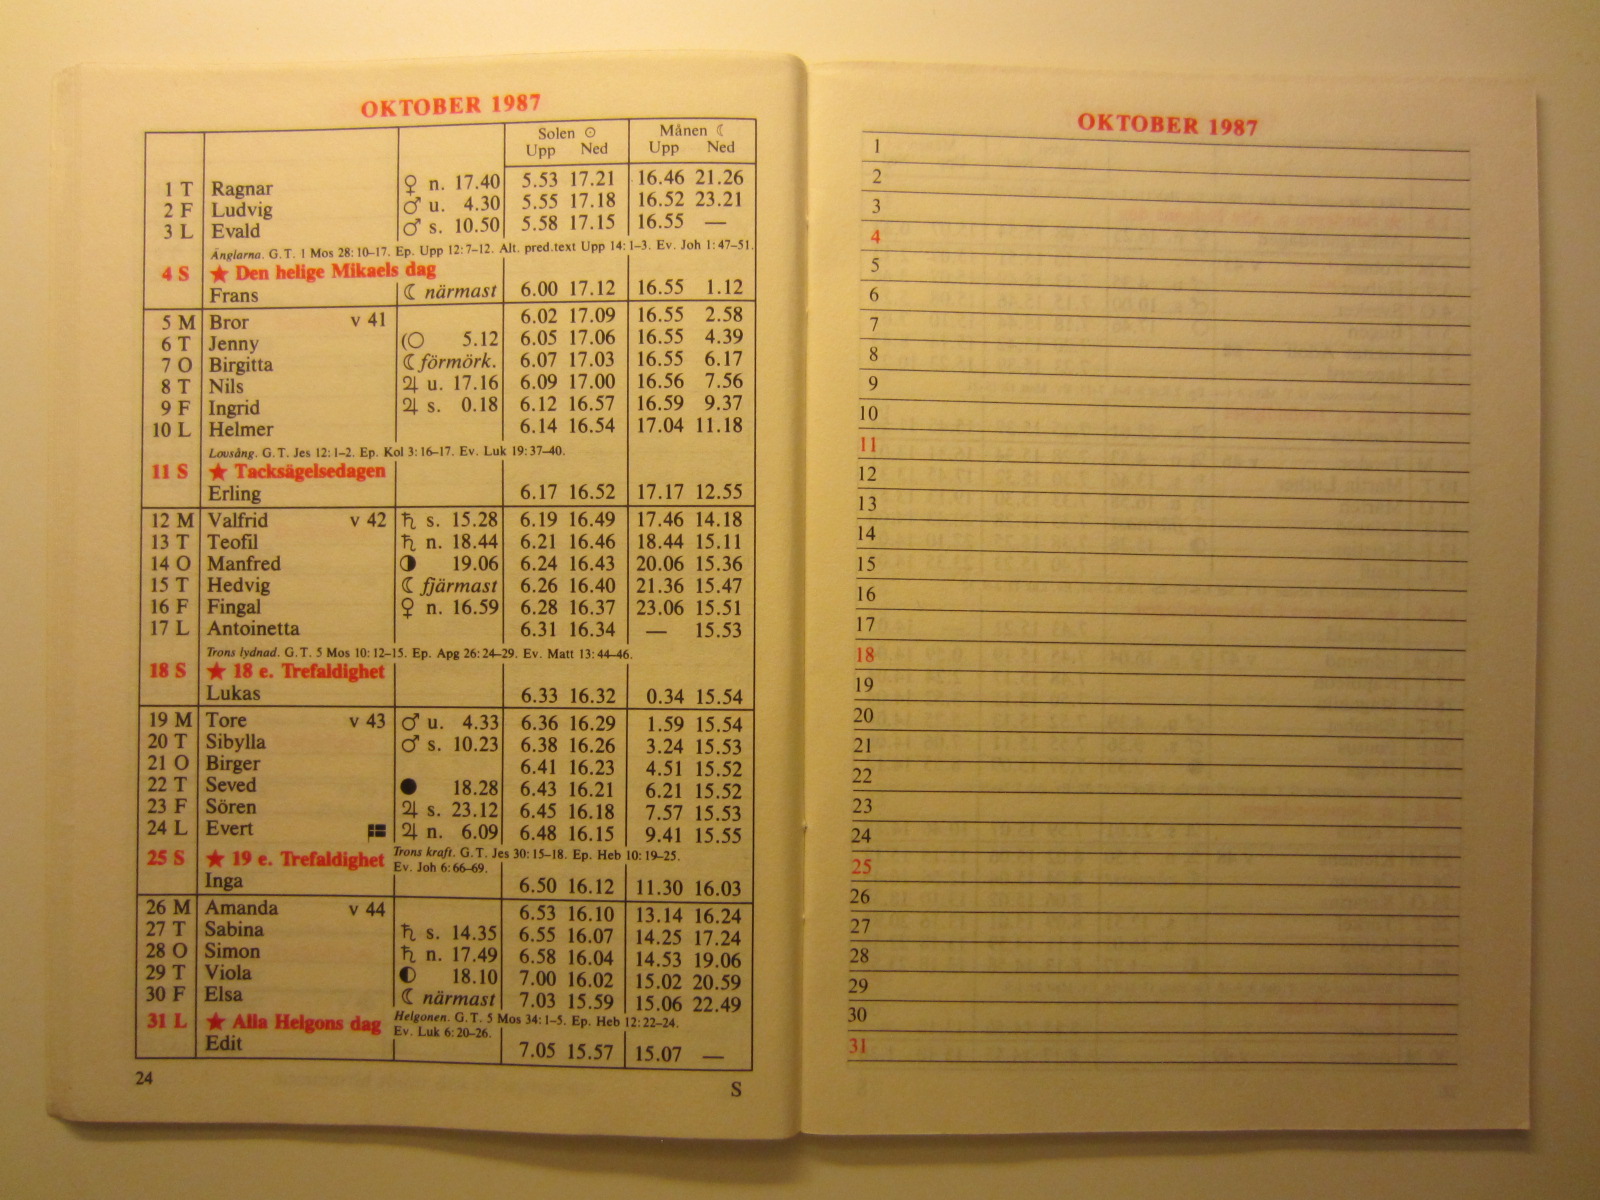 OKTOBER 1987
Solen ☉ Månen ☾
Upp Ned Upp Ned
1 T Ragnar ♀ n. 17.40 5.53 17.21 16.46 21.26
2 F Ludvig ♂ u. 4.30 5.55 17.18 16.52 23.21
3 L Evald ♂ s. 10.50 5.58 17.15 16.55 —
Änglarna. G.T. 1 Mos 28:10–17. Ep. Upp 12:7–12. Alt. pred.text Upp 14:1–3. Ev. Joh 1:47–51.
4 S ★ Den helige Mikaels dag
Frans ☾ närmast 6.00 17.12 16.55 1.12
5 M Bror v 41 6.02 17.09 16.55 2.58
6 T Jenny (○ 5.12 6.05 17.06 16.55 4.39
7 O Birgitta ☾ förmörk. 6.07 17.03 16.55 6.17
8 T Nils ♃ u. 17.16 6.09 17.00 16.56 7.56
9 F Ingrid ♃ s. 0.18 6.12 16.57 16.59 9.37
10 L Helmer 6.14 16.54 17.04 11.18
Lovsång. G.T. Jes 12:1–2. Ep. Kol 3:16–17. Ev. Luk 19:37–40.
11 S ★ Tacksägelsedagen
Erling 6.17 16.52 17.17 12.55
12 M Valfrid v 42 ♄ s. 15.28 6.19 16.49 17.46 14.18
13 T Teofil ♄ n. 18.44 6.21 16.46 18.44 15.11
14 O Manfred ◑ 19.06 6.24 16.43 20.06 15.36
15 T Hedvig ☾ fjärmast 6.26 16.40 21.36 15.47
16 F Fingal ♀ n. 16.59 6.28 16.37 23.06 15.51
17 L Antoinetta 6.31 16.34 — 15.53
Trons lydnad. G.T. 5 Mos 10:12–15. Ep. Apg 26:24–29. Ev. Matt 13:44–46.
18 S ★ 18 e. Trefaldighet
Lukas 6.33 16.32 0.34 15.54
19 M Tore v 43 ♂ u. 4.33 6.36 16.29 1.59 15.54
20 T Sibylla ♂ s. 10.23 6.38 16.26 3.24 15.53
21 O Birger 6.41 16.23 4.51 15.52
22 T Seved ● 18.28 6.43 16.21 6.21 15.52
23 F Sören ♃ s. 23.12 6.45 16.18 7.57 15.53
24 L Evert ♃ n. 6.09 6.48 16.15 9.41 15.55
25 S ★ 19 e. Trefaldighet Trons kraft. G.T. Jes 30:15–18. Ep. Heb 10:19–25.
Ev. Joh 6:66–69.
Inga 6.50 16.12 11.30 16.03
26 M Amanda v 44 6.53 16.10 13.14 16.24
27 T Sabina ♄ s. 14.35 6.55 16.07 14.25 17.24
28 O Simon ♄ n. 17.49 6.58 16.04 14.53 19.06
29 T Viola ◐ 18.10 7.00 16.02 15.02 20.59
30 F Elsa ☾ närmast 7.03 15.59 15.06 22.49
31 L ★ Alla Helgons dag Helgonen. G.T. 5 Mos 34:1–5. Ep. Heb 12:22–24.
Ev. Luk 6:20–26.
Edit 7.05 15.57 15.07 —
24 S
OKTOBER 1987
1
2
3
4
5
6
7
8
9
10
11
12
13
14
15
16
17
18
19
20
21
22
23
24
25
26
27
28
29
30
31